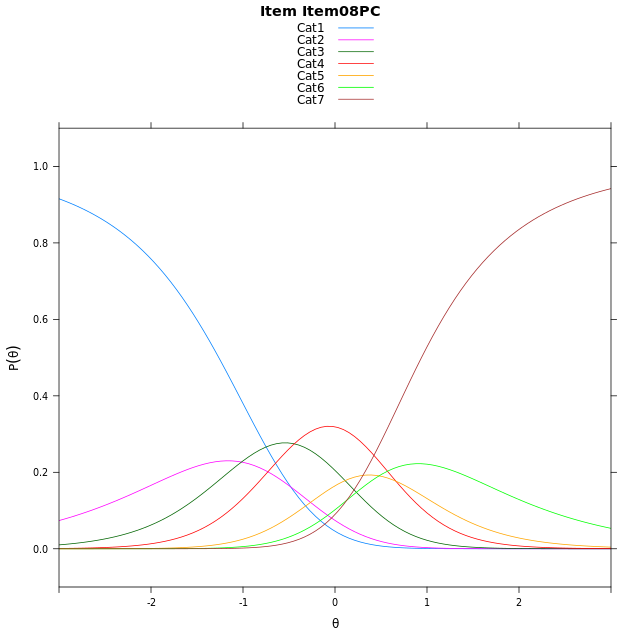 Item Item08PC
Cat1
Cat2
Cat3
Cat4
Cat5
Cat6
Cat7
1.0
0.8
0.6
0.4
0.2
0.0
P(θ)
-2 -1 0 1 2
θ